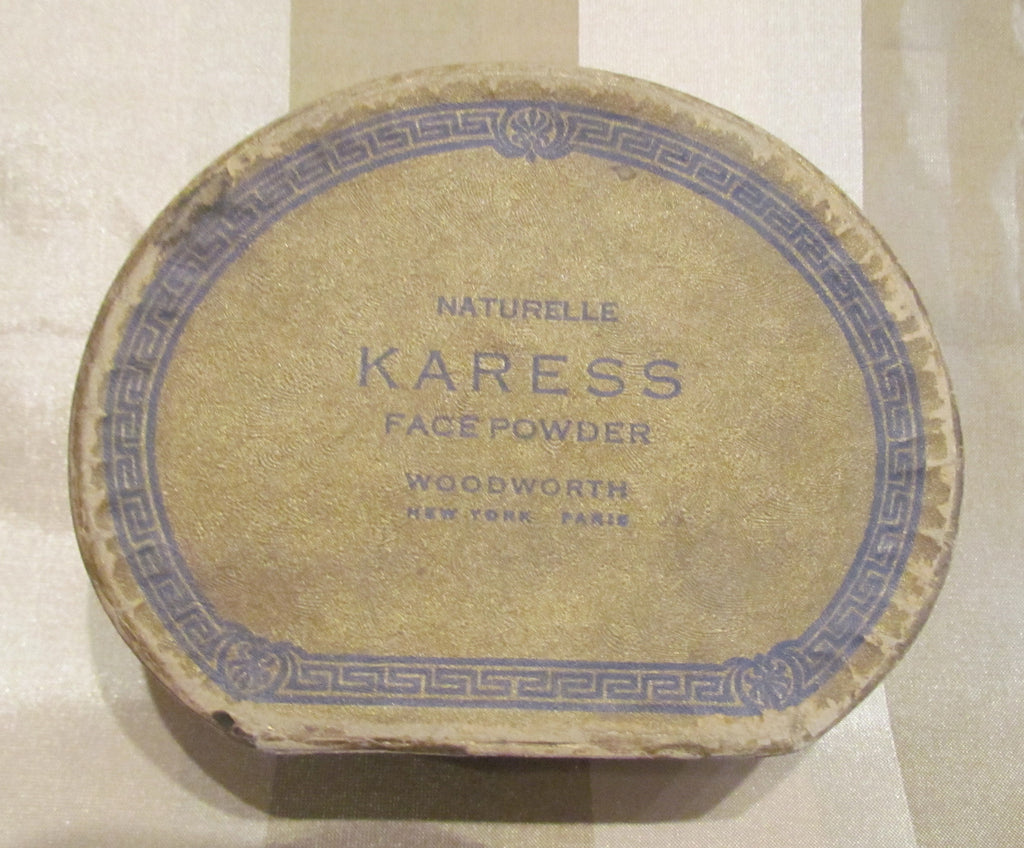 NATURELLE
KARESS
FACE POWDER
WOODWORTH
NEW YORK PARIS